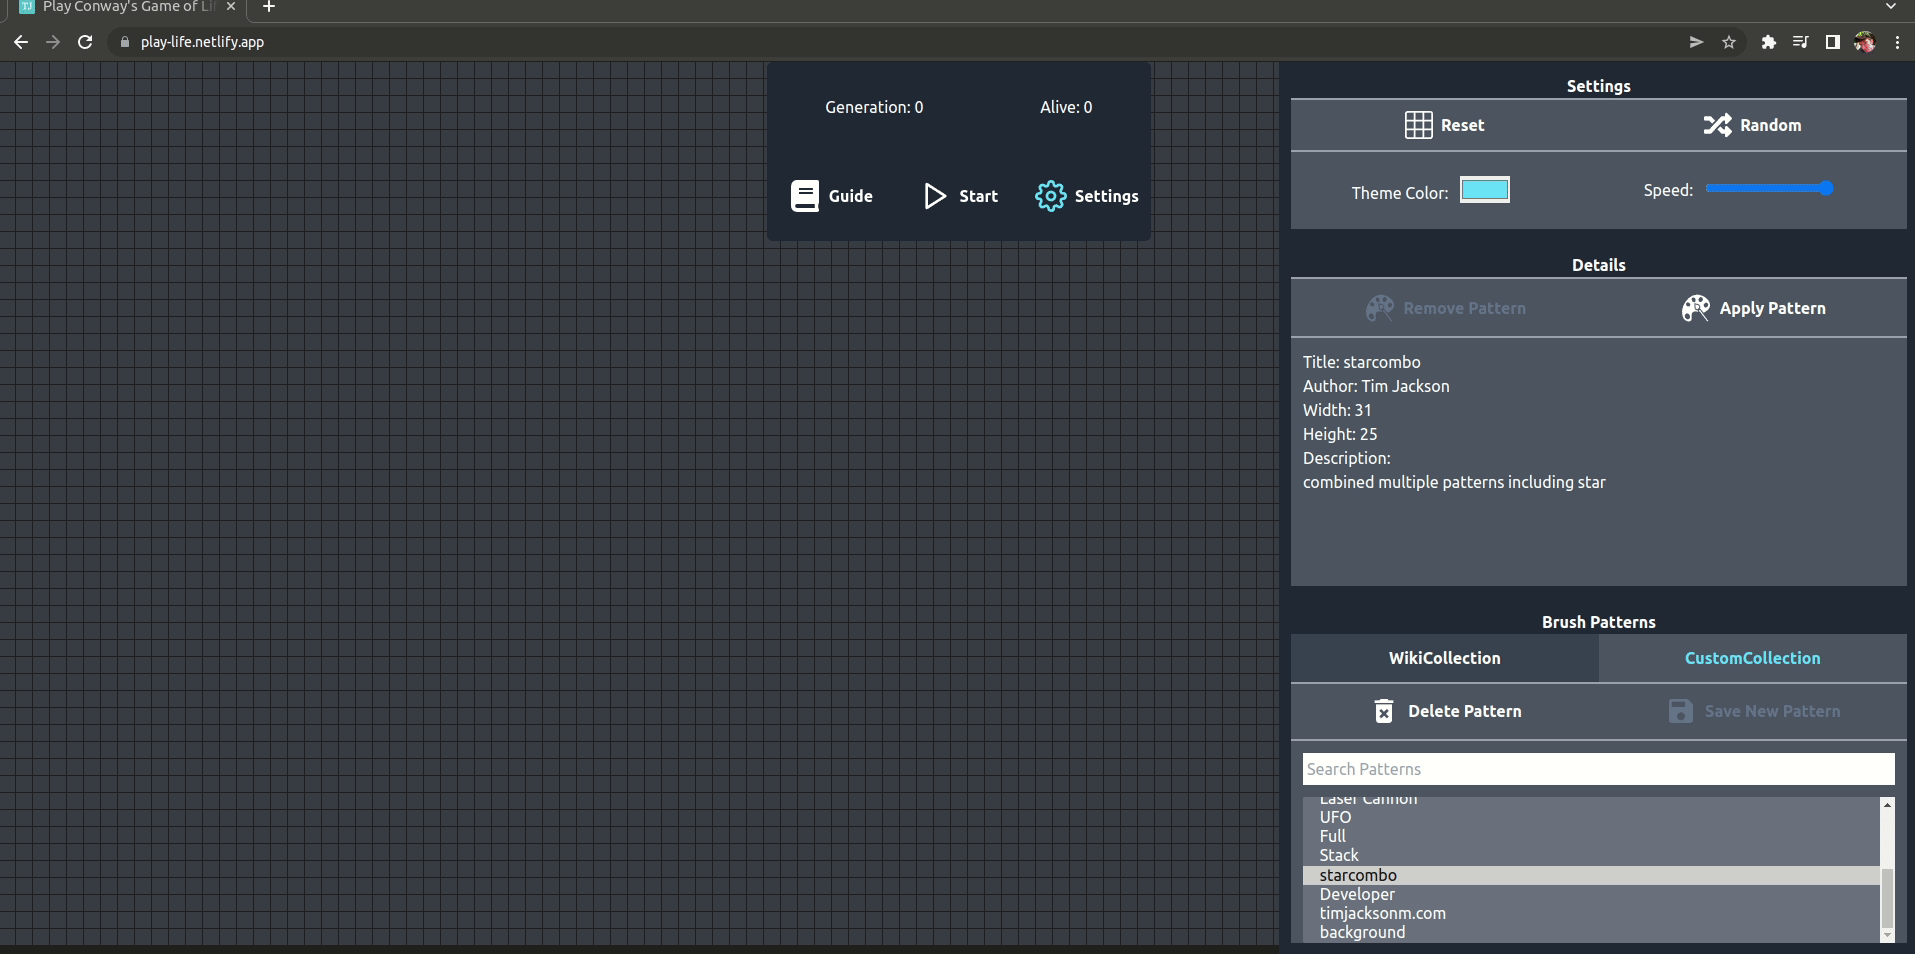 Play Conway's Game of Li
play-life.netlify.app
Generation: 0 Alive: 0
Guide Start Settings
Settings
Reset Random
Theme Color: Speed:
Details
Remove Pattern Apply Pattern
Title: starcombo
Author: Tim Jackson
Width: 31
Height: 25
Description:
combined multiple patterns including star
Brush Patterns
WikiCollection CustomCollection
Delete Pattern Save New Pattern
Search Patterns
Laser Cannon
UFO
Full
Stack
starcombo
Developer
timjacksonm.com
background